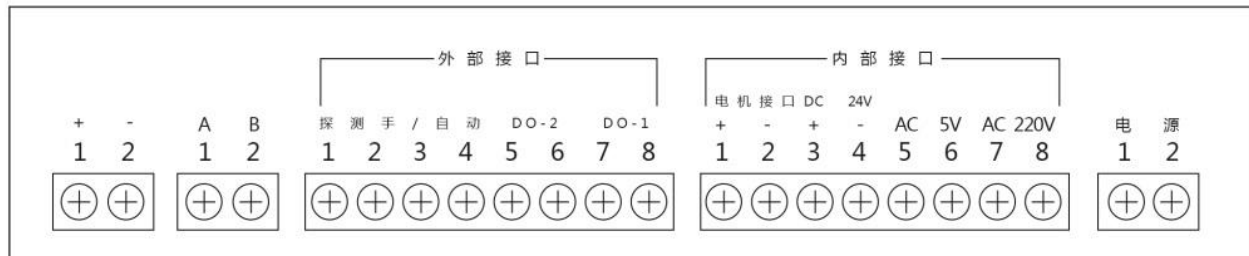 外部接口 内部接口
电机接口 DC 24V
+ - A B 探测手/自动 DO-2 DO-1 + - + - AC 5V AC 220V 电源
1 2 1 2 1 2 3 4 5 6 7 8 1 2 3 4 5 6 7 8 1 2